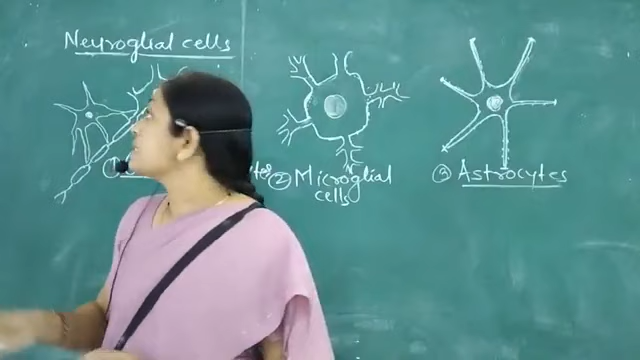 Neuroglial cells
② Microglial
cells
③ Astrocytes